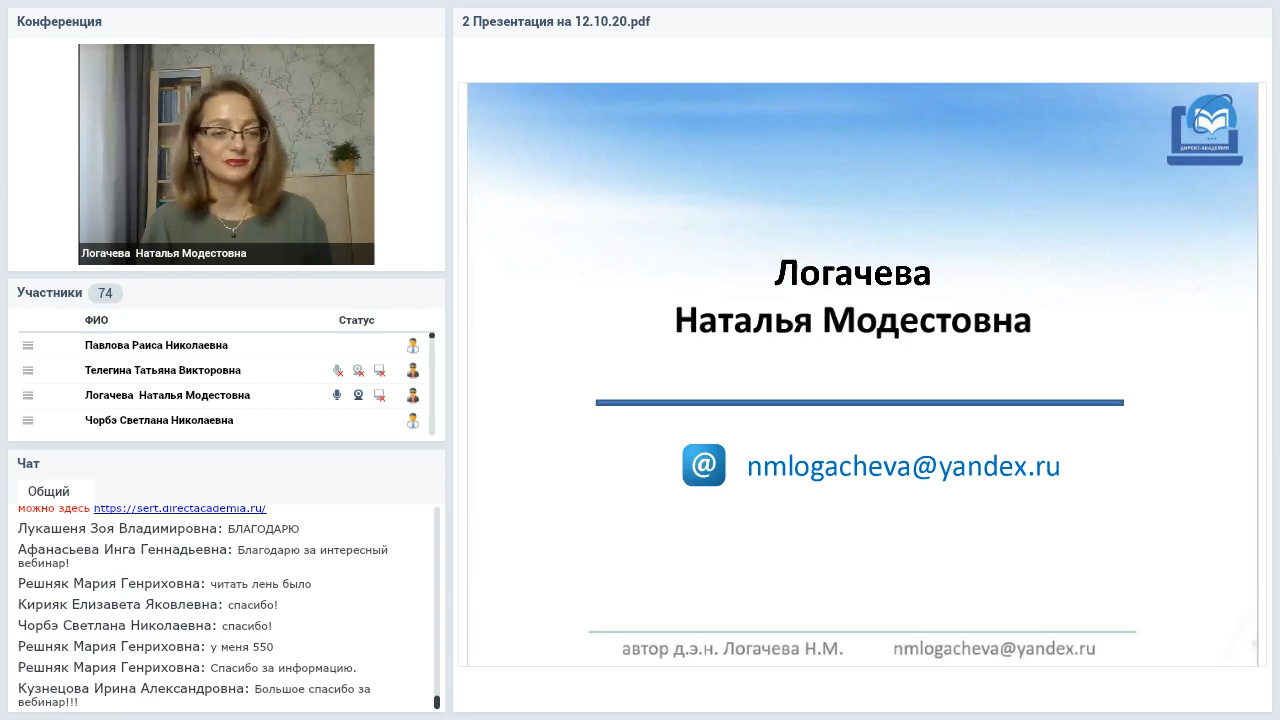 Конференция
Логачева Наталья Модестовна
Участники 74
ФИО Статус
Павлова Раиса Николаевна
Телегина Татьяна Викторовна
Логачева Наталья Модестовна
Чорбэ Светлана Николаевна
Чат
Общий
можно здесь https://sert.directacademia.ru/
Лукашеня Зоя Владимировна: БЛАГОДАРЮ
Афанасьева Инга Геннадьевна: Благодарю за интересный
вебинар!
Решняк Мария Генриховна: читать лень было
Кирияк Елизавета Яковлевна: спасибо!
Чорбэ Светлана Николаевна: спасибо!
Решняк Мария Генриховна: у меня 550
Решняк Мария Генриховна: Спасибо за информацию.
Кузнецова Ирина Александровна: Большое спасибо за
вебинар!!!
2 Презентация на 12.10.20.pdf
ДИРЕКТ-АКАДЕМИЯ
Логачева
Наталья Модестовна
@ nmlogacheva@yandex.ru
автор д.э.н. Логачева Н.М. nmlogacheva@yandex.ru